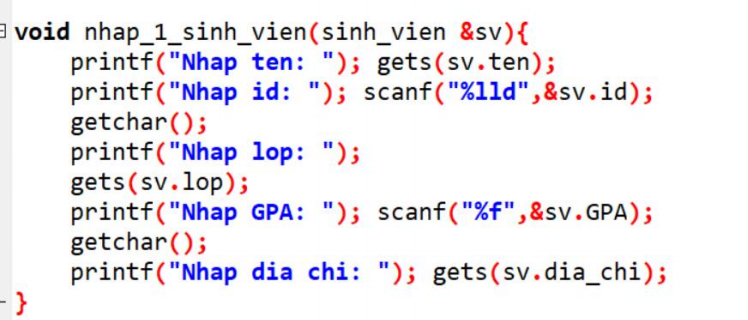 void nhap_1_sinh_vien(sinh_vien &sv){
    printf("Nhap ten: "); gets(sv.ten);
    printf("Nhap id: "); scanf("%lld",&sv.id);
    getchar();
    printf("Nhap lop: ");
    gets(sv.lop);
    printf("Nhap GPA: "); scanf("%f",&sv.GPA);
    getchar();
    printf("Nhap dia chi: "); gets(sv.dia_chi);
}